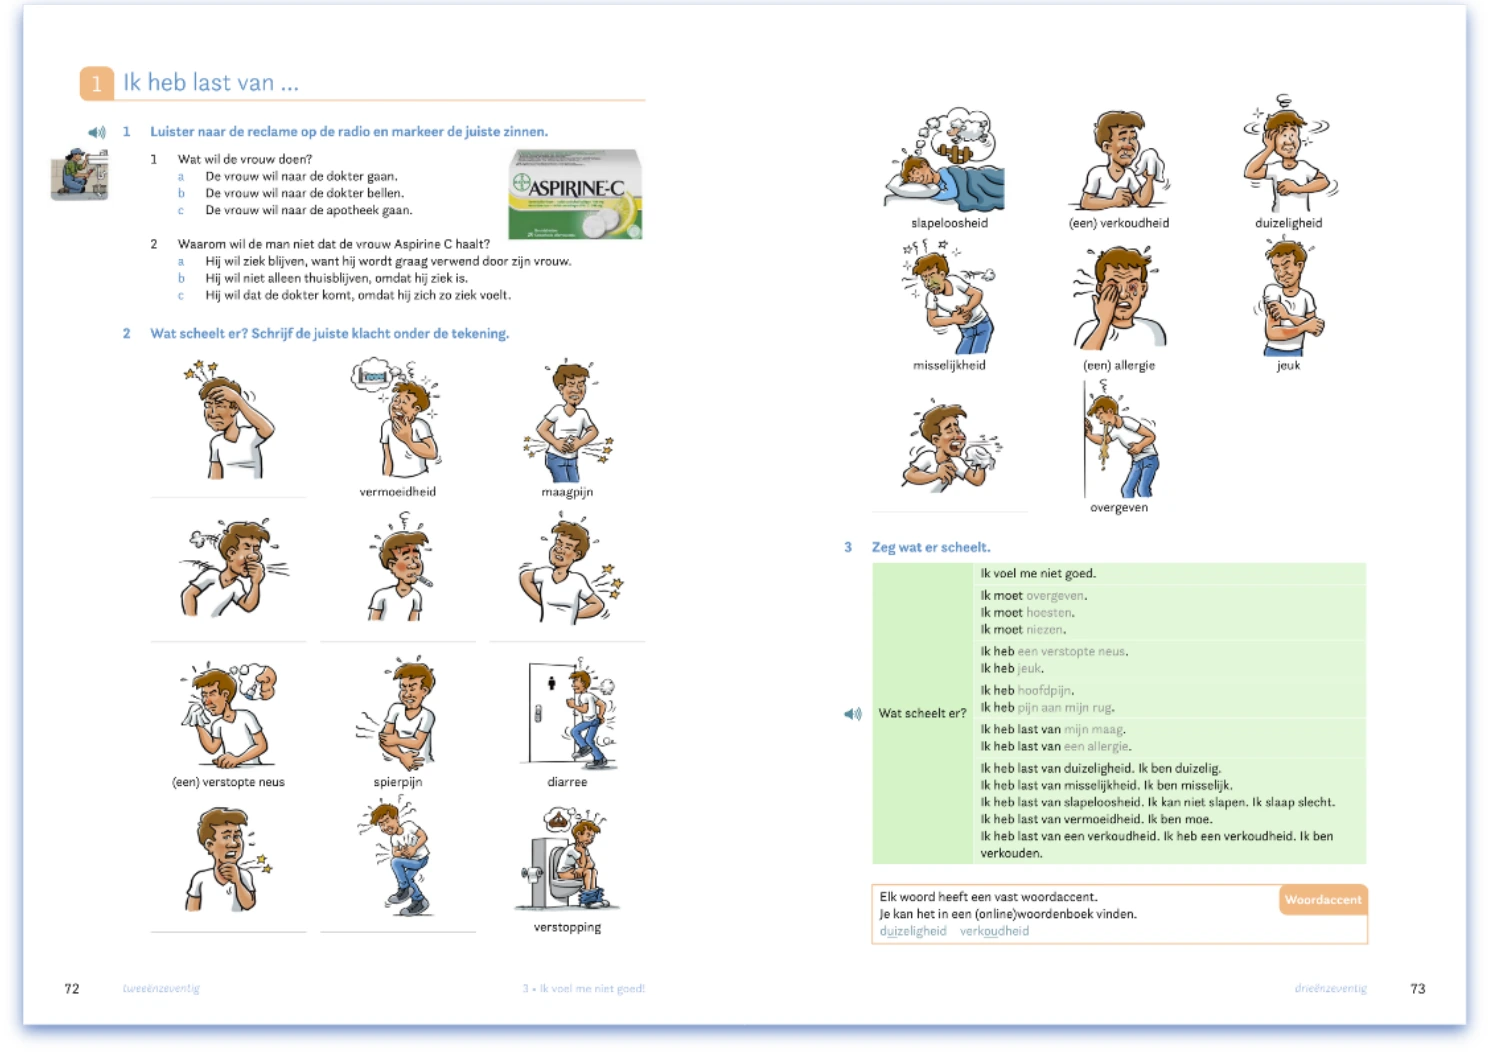 1 Ik heb last van ...
1 Luister naar de reclame op de radio en markeer de juiste zinnen.
1 Wat wil de vrouw doen?
a De vrouw wil naar de dokter gaan.
b De vrouw wil naar de dokter bellen.
c De vrouw wil naar de apotheek gaan.
ASPIRINE-C
2 Waarom wil de man niet dat de vrouw Aspirine C haalt?
a Hij wil ziek blijven, want hij wordt graag verwend door zijn vrouw.
b Hij wil niet alleen thuisblijven, omdat hij ziek is.
c Hij wil dat de dokter komt, omdat hij zich zo ziek voelt.
2 Wat scheelt er? Schrijf de juiste klacht onder de tekening.
vermoeidheid
maagpijn
(een) verstopte neus
spierpijn
diarree
verstopping
72
tweeënzeventig
3 • Ik voel me niet goed!
slapeloosheid
(een) verkoudheid
duizeligheid
misselijkheid
(een) allergie
jeuk
overgeven
3 Zeg wat er scheelt.
Wat scheelt er?
Ik voel me niet goed.
Ik moet overgeven.
Ik moet hoesten.
Ik moet niezen.
Ik heb een verstopte neus.
Ik heb jeuk.
Ik heb hoofdpijn.
Ik heb pijn aan mijn rug.
Ik heb last van mijn maag.
Ik heb last van een allergie.
Ik heb last van duizeligheid. Ik ben duizelig.
Ik heb last van misselijkheid. Ik ben misselijk.
Ik heb last van slapeloosheid. Ik kan niet slapen. Ik slaap slecht.
Ik heb last van vermoeidheid. Ik ben moe.
Ik heb last van een verkoudheid. Ik heb een verkoudheid. Ik ben
verkouden.
Woordaccent
Elk woord heeft een vast woordaccent.
Je kan het in een (online)woordenboek vinden.
duizeligheid verkoudheid
drieënzeventig
73